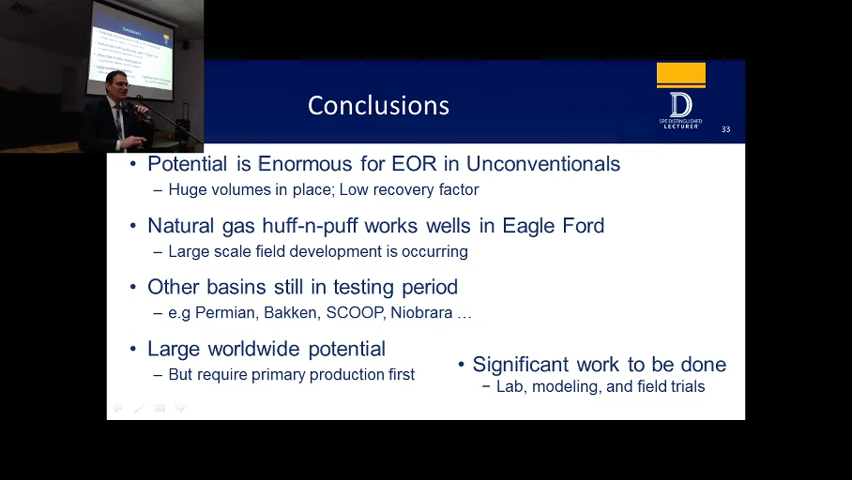 Conclusions
D
SPE DISTINGUISHED
LECTURER
33
• Potential is Enormous for EOR in Unconventionals
– Huge volumes in place; Low recovery factor
• Natural gas huff-n-puff works wells in Eagle Ford
– Large scale field development is occurring
• Other basins still in testing period
– e.g Permian, Bakken, SCOOP, Niobrara …
• Large worldwide potential
– But require primary production first
• Significant work to be done
– Lab, modeling, and field trials